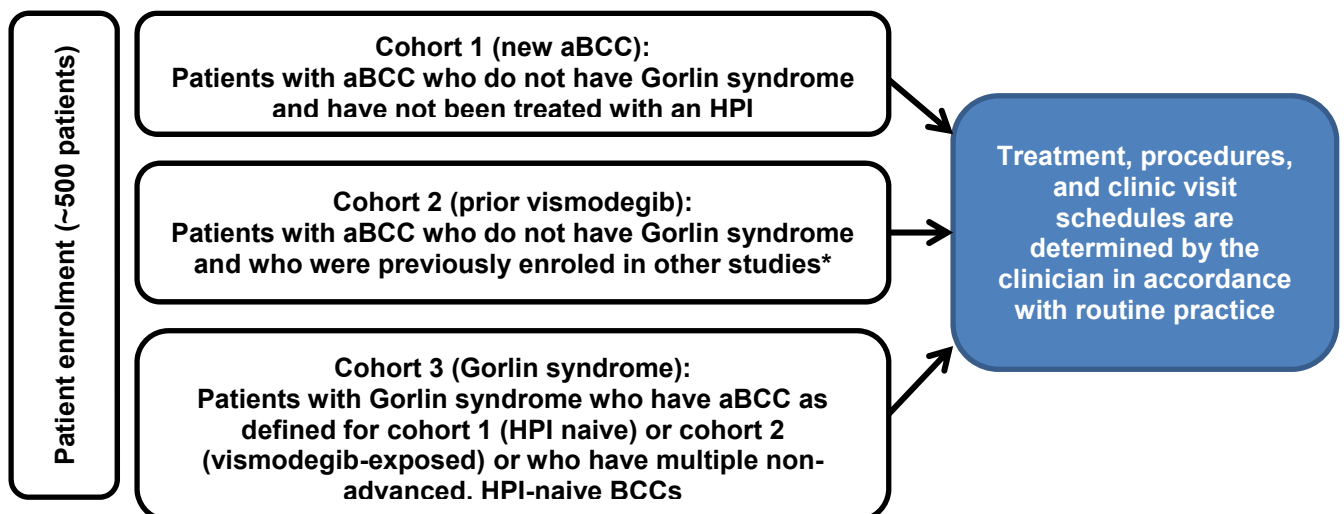 Patient enrolment (~500 patients)
Cohort 1 (new aBCC):
Patients with aBCC who do not have Gorlin syndrome
and have not been treated with an HPI
Cohort 2 (prior vismodegib):
Patients with aBCC who do not have Gorlin syndrome
and who were previously enroled in other studies*
Cohort 3 (Gorlin syndrome):
Patients with Gorlin syndrome who have aBCC as
defined for cohort 1 (HPI naive) or cohort 2
(vismodegib-exposed) or who have multiple non-
advanced, HPI-naive BCCs
Treatment, procedures,
and clinic visit
schedules are
determined by the
clinician in accordance
with routine practice